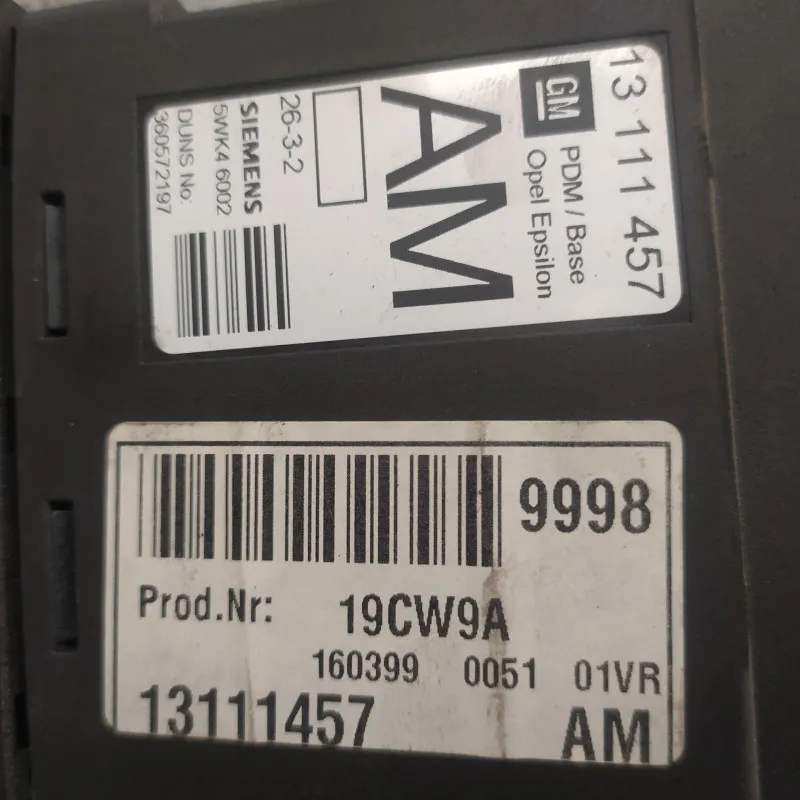 13 111 457
GM
PDM / Base
Opel Epsilon
AM
26-3-2
SIEMENS
5WK4 6002
DUNS No:
360572197
9998
Prod.Nr: 19CW9A
160399 0051 01VR
13111457 AM